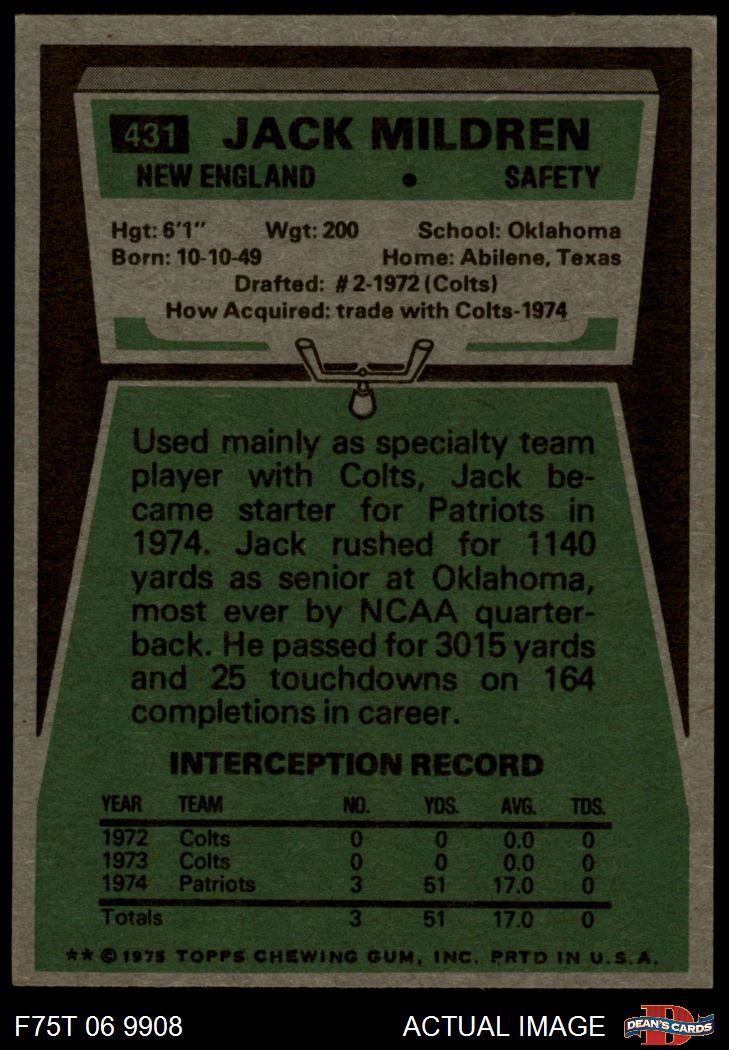 431 JACK MILDREN
NEW ENGLAND • SAFETY
Hgt: 6'1" Wgt: 200 School: Oklahoma
Born: 10-10-49 Home: Abilene, Texas
Drafted: #2-1972 (Colts)
How Acquired: trade with Colts-1974
Used mainly as specialty team
player with Colts, Jack be-
came starter for Patriots in
1974. Jack rushed for 1140
yards as senior at Oklahoma,
most ever by NCAA quarter-
back. He passed for 3015 yards
and 25 touchdowns on 164
completions in career.
INTERCEPTION RECORD
YEAR TEAM NO. YDS. AVG. TDS.
1972 Colts 0 0 0.0 0
1973 Colts 0 0 0.0 0
1974 Patriots 3 51 17.0 0
Totals 3 51 17.0 0
★★ © 1975 TOPPS CHEWING GUM, INC. PRTD IN U.S.A.
F75T 06 9908 ACTUAL IMAGE D DEAN'S CARDS